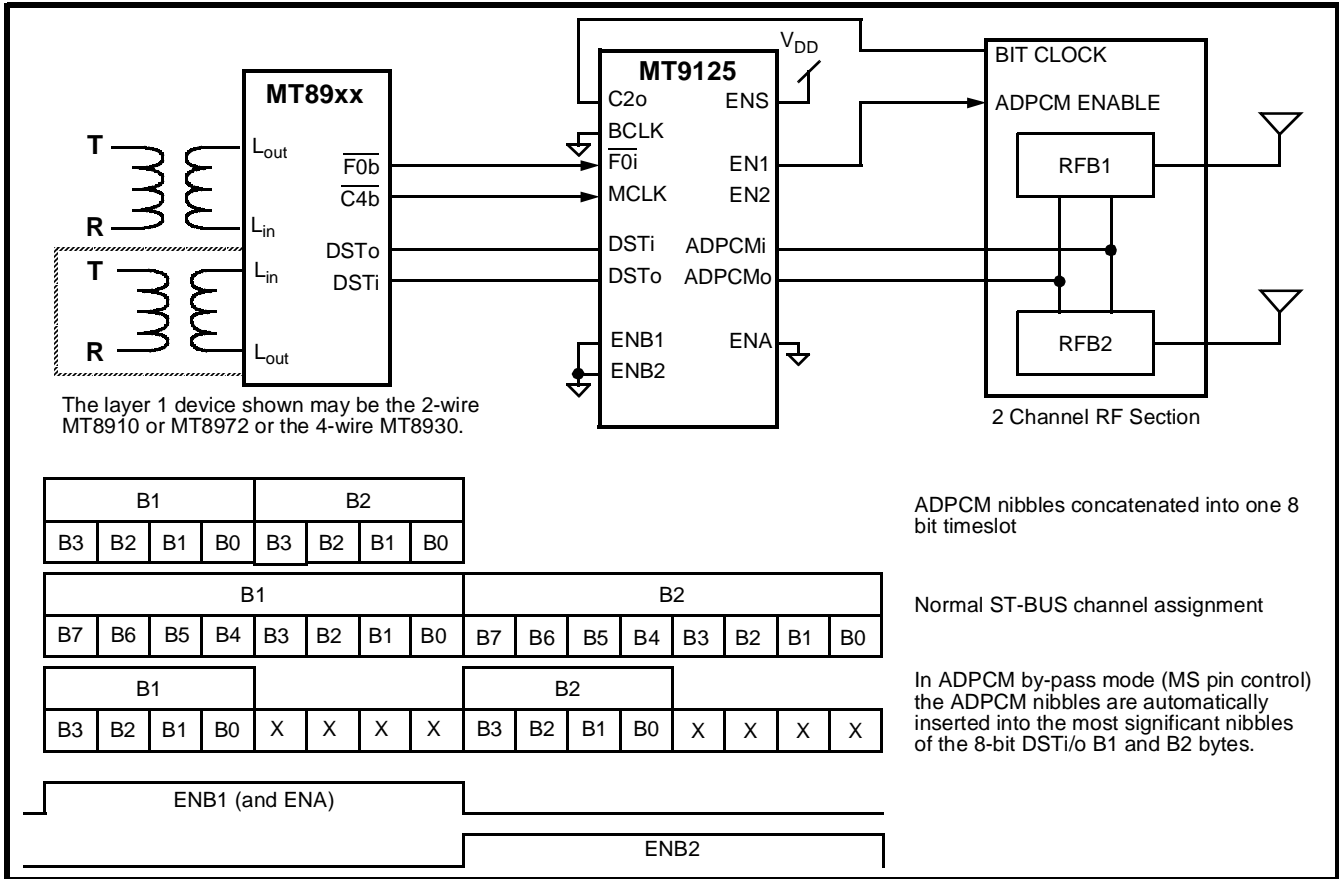 MT89xx
T
R
Lout
Lin
F0b
C4b
DSTo
DSTi
T
R
Lin
Lout
MT9125
C2o
BCLK
F0i
MCLK
DSTi
DSTo
ENB1
ENB2
ENS
EN1
EN2
ADPCMi
ADPCMo
ENA
VDD
BIT CLOCK
ADPCM ENABLE
RFB1
RFB2
2 Channel RF Section
The layer 1 device shown may be the 2-wire
MT8910 or MT8972 or the 4-wire MT8930.
B1 B2
B3 B2 B1 B0 B3 B2 B1 B0
ADPCM nibbles concatenated into one 8
bit timeslot
B1 B2
B7 B6 B5 B4 B3 B2 B1 B0 B7 B6 B5 B4 B3 B2 B1 B0
Normal ST-BUS channel assignment
B1 B2
B3 B2 B1 B0 X X X X B3 B2 B1 B0 X X X X
In ADPCM by-pass mode (MS pin control)
the ADPCM nibbles are automatically
inserted into the most significant nibbles
of the 8-bit DSTi/o B1 and B2 bytes.
ENB1 (and ENA)
ENB2